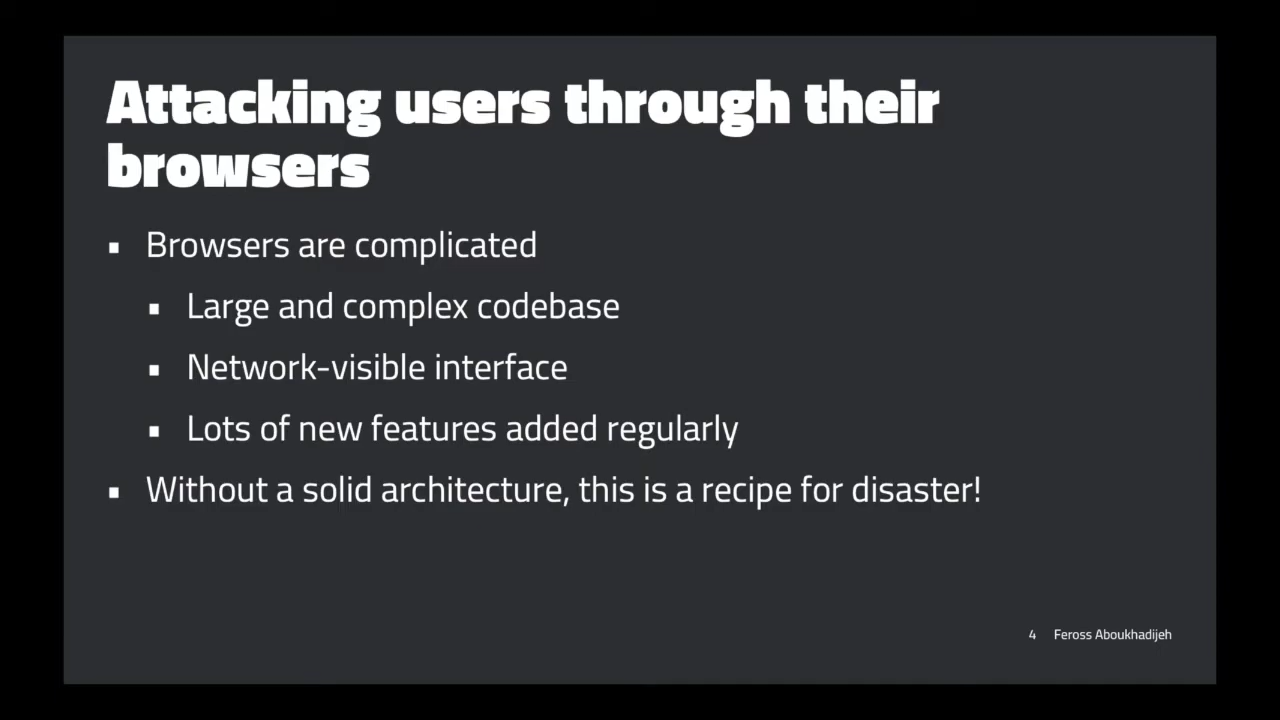 Attacking users through their
browsers
▪ Browsers are complicated
▪ Large and complex codebase
▪ Network-visible interface
▪ Lots of new features added regularly
▪ Without a solid architecture, this is a recipe for disaster!
4 Feross Aboukhadijeh